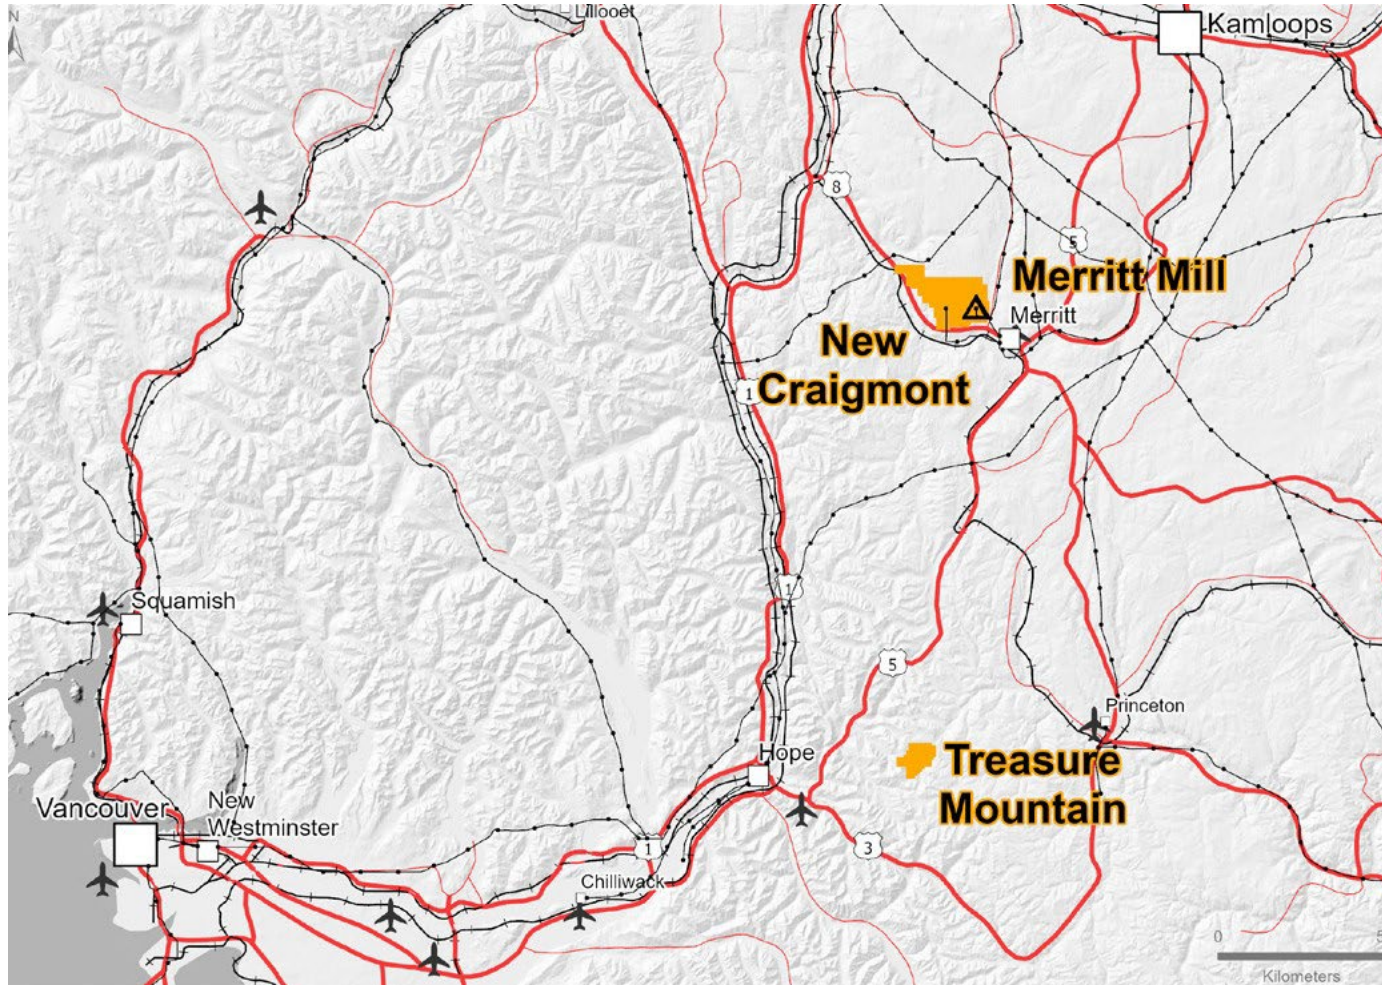 N
Lillooet
Kamloops
8
5
Merritt Mill
Merritt
New
Craigmont
1
1
Squamish
5
Princeton
Hope
Treasure
Mountain
Vancouver
New
Westminster
1
3
Chilliwack
0
5
Kilometers